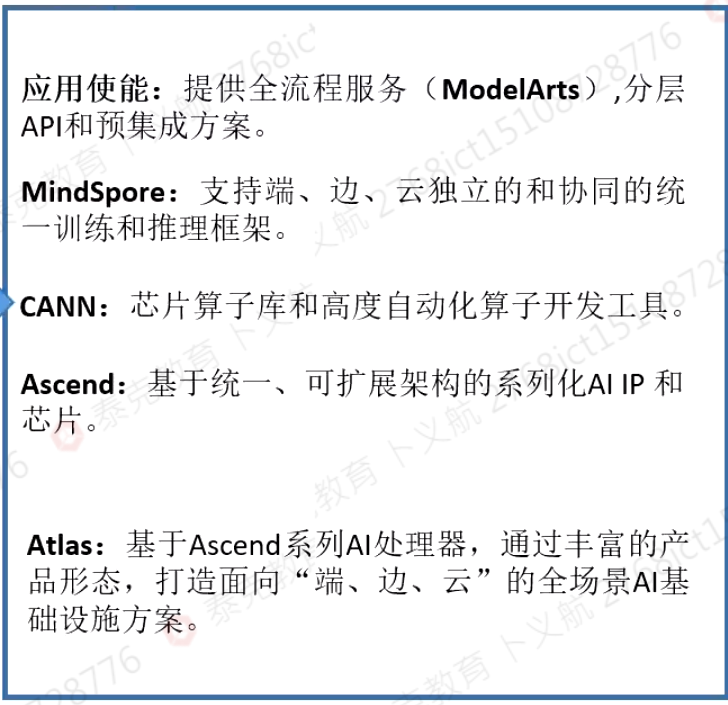 应用使能：提供全流程服务（ModelArts）,分层
API和预集成方案。
MindSpore：支持端、边、云独立的和协同的统
一训练和推理框架。
CANN：芯片算子库和高度自动化算子开发工具。
Ascend：基于统一、可扩展架构的系列化AI IP 和
芯片。
Atlas：基于Ascend系列AI处理器，通过丰富的产
品形态，打造面向“端、边、云”的全场景AI基
础设施方案。